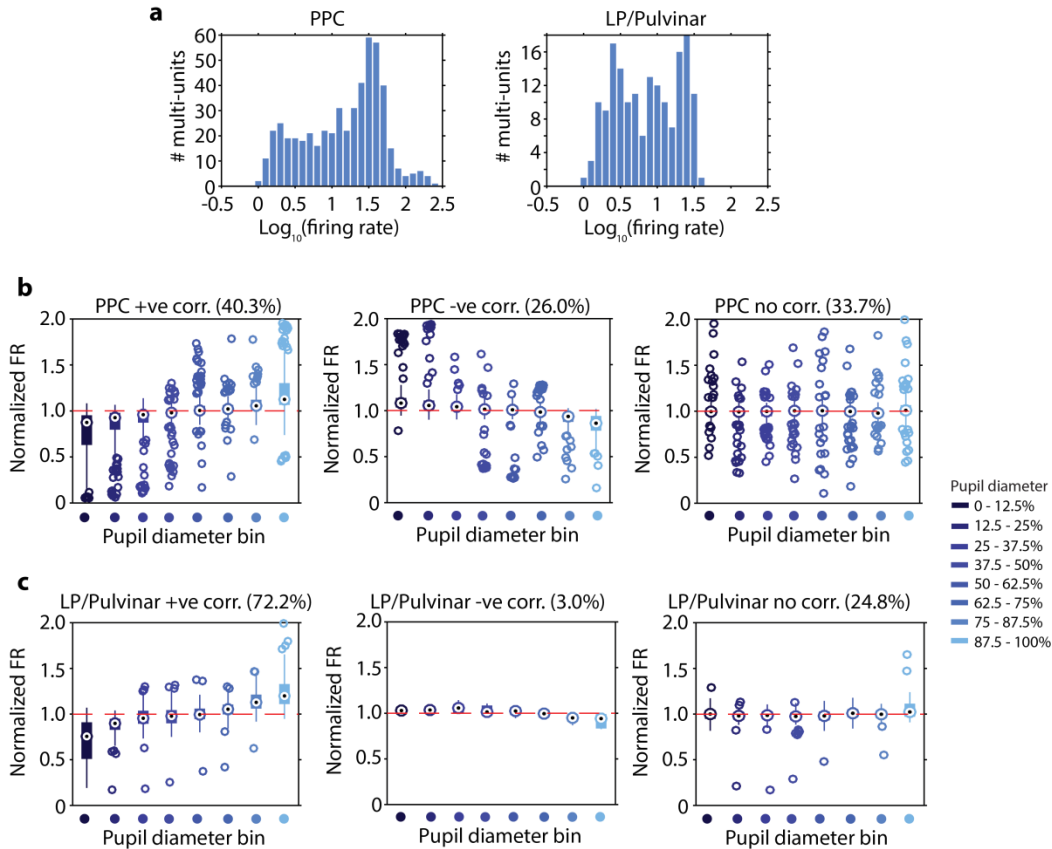 a
PPC
LP/Pulvinar
# multi-units
60
50
40
30
20
10
0
-0.5 0 0.5 1.0 1.5 2.0 2.5
Log10(firing rate)
# multi-units
16
12
8
4
0
-0.5 0 0.5 1.0 1.5 2.0 2.5
Log10(firing rate)
b
PPC +ve corr. (40.3%)
Normalized FR
2.0
1.5
1.0
0.5
0
Pupil diameter bin
PPC -ve corr. (26.0%)
Normalized FR
2.0
1.5
1.0
0.5
0
Pupil diameter bin
PPC no corr. (33.7%)
Normalized FR
2.0
1.5
1.0
0.5
0
Pupil diameter bin
Pupil diameter
0 - 12.5%
12.5 - 25%
25 - 37.5%
37.5 - 50%
50 - 62.5%
62.5 - 75%
75 - 87.5%
87.5 - 100%
c
LP/Pulvinar +ve corr. (72.2%)
Normalized FR
2.0
1.5
1.0
0.5
0
Pupil diameter bin
LP/Pulvinar -ve corr. (3.0%)
Normalized FR
2.0
1.5
1.0
0.5
0
Pupil diameter bin
LP/Pulvinar no corr. (24.8%)
Normalized FR
2.0
1.5
1.0
0.5
0
Pupil diameter bin